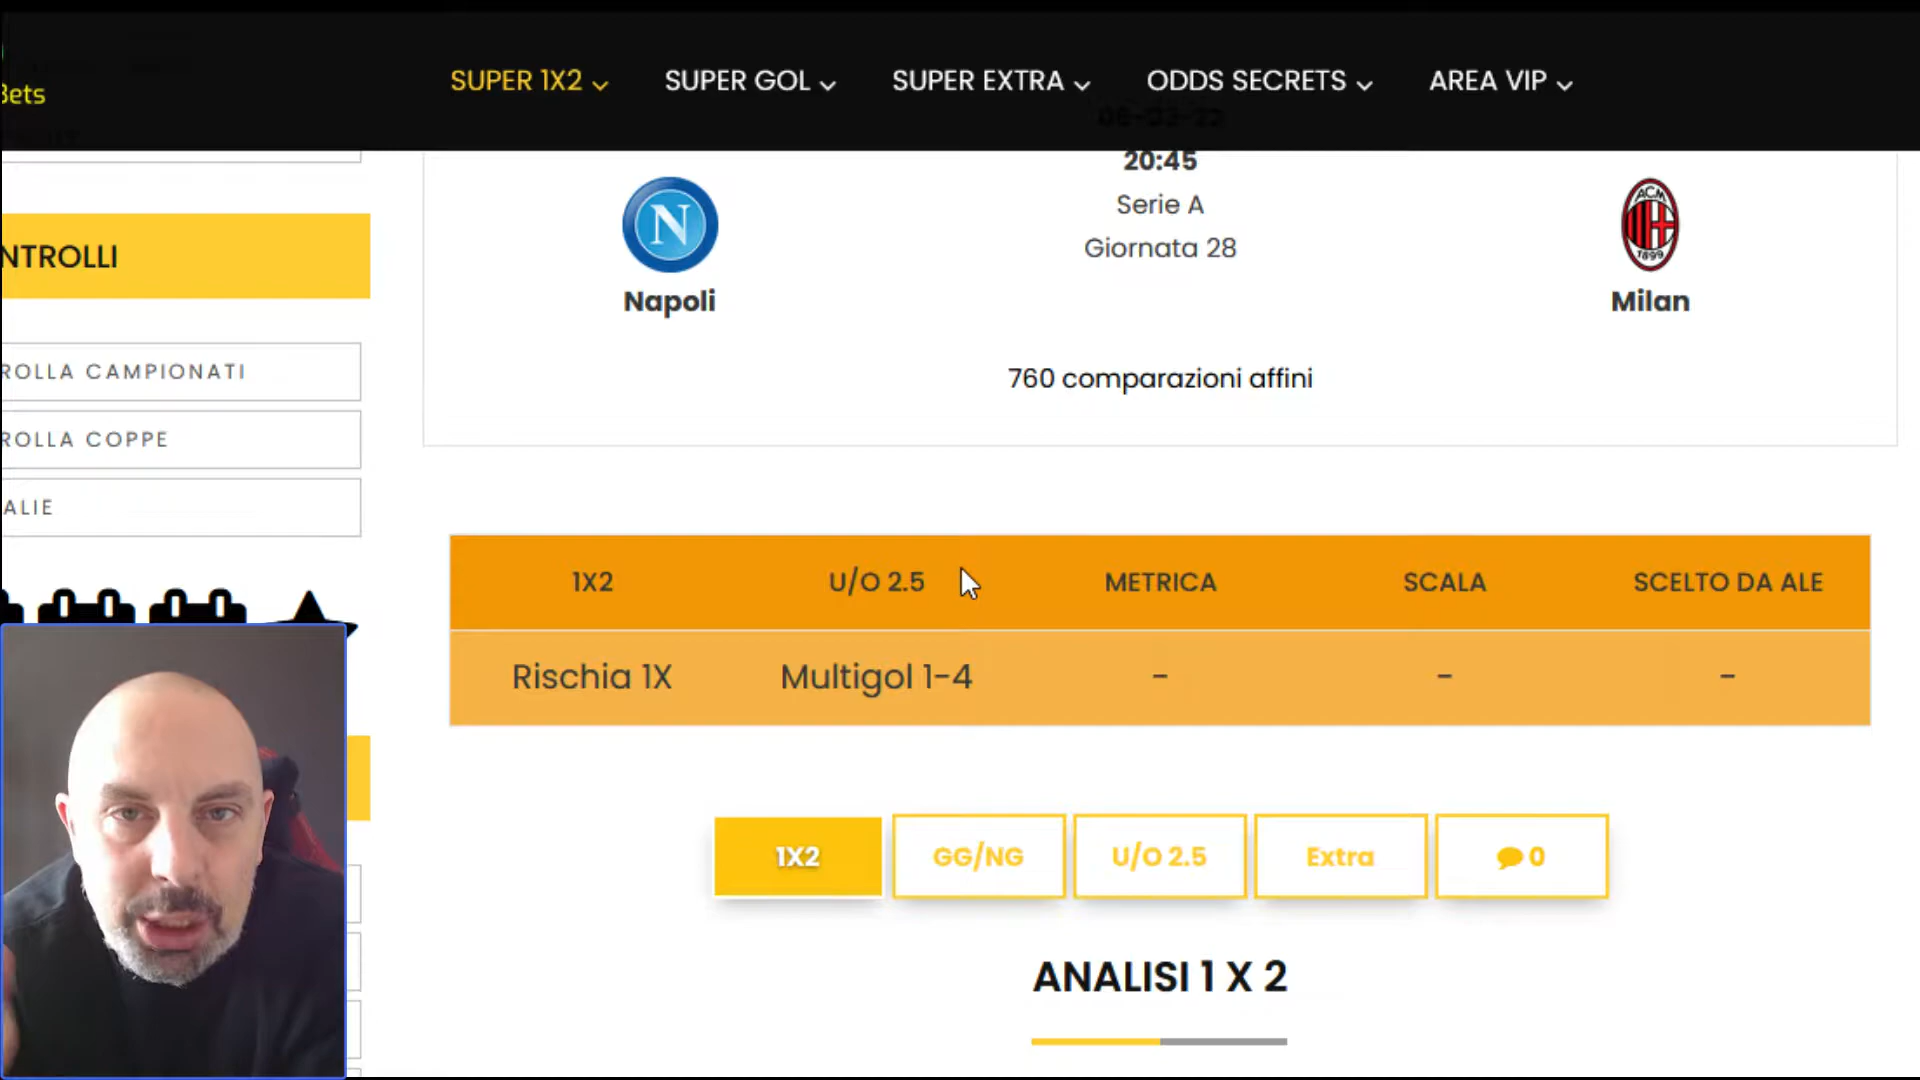 Bets
SUPER 1X2
SUPER GOL
SUPER EXTRA
ODDS SECRETS
AREA VIP
20:45
Serie A
Giornata 28
N
Napoli
ACM
1899
Milan
760 comparazioni affini
NTROLLI
ROLLA CAMPIONATI
ROLLA COPPE
ALIE
1X2
U/O 2.5
METRICA
SCALA
SCELTO DA ALE
Rischia 1X
Multigol 1-4
-
-
-
1X2
GG/NG
U/O 2.5
Extra
0
ANALISI 1 X 2